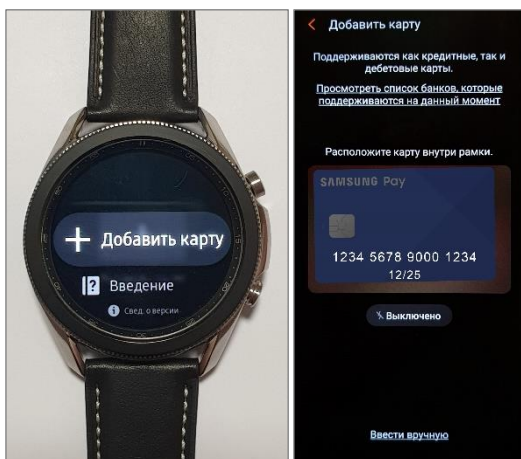 Добавить карту
Введение
Свед. о версии
Добавить карту
Поддерживаются как кредитные, так и
дебетовые карты.
Просмотреть список банков, которые
поддерживаются на данный момент
Расположите карту внутри рамки.
SAMSUNG Pay
1234 5678 9000 1234
12/25
Выключено
Ввести вручную